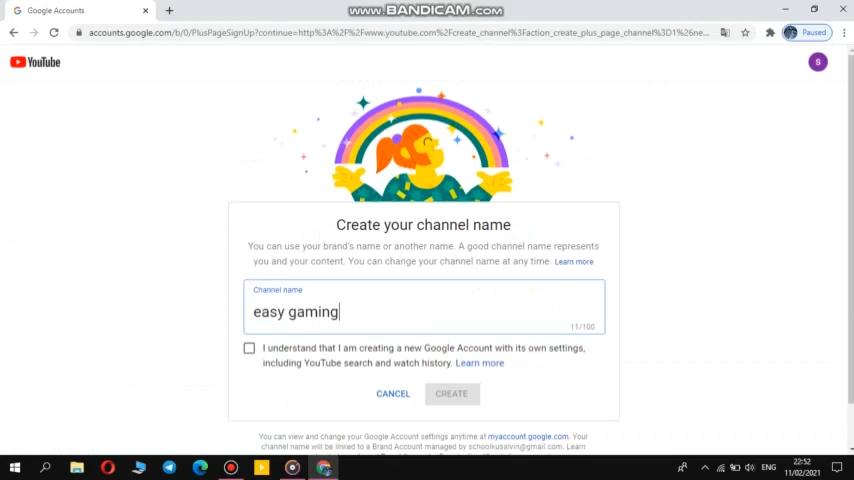 Google Accounts
www.BANDICAM.com
accounts.google.com/b/0/PlusPageSignUp?continue=http%3A%2F%2Fwww.youtube.com%2Fcreate_channel%3Faction_create_plus_page_channel%3D1%26ne...
Paused
YouTube
S
Create your channel name
You can use your brand's name or another name. A good channel name represents
you and your content. You can change your channel name at any time. Learn more
Channel name
easy gaming
11/100
I understand that I am creating a new Google Account with its own settings,
including YouTube search and watch history. Learn more
CANCEL
CREATE
You can view and change your Google Account settings anytime at myaccount.google.com. Your
channel name will be linked to a Brand Account managed by schoolkusalvin@gmail.com. Learn
ENG
22:52
11/02/2021